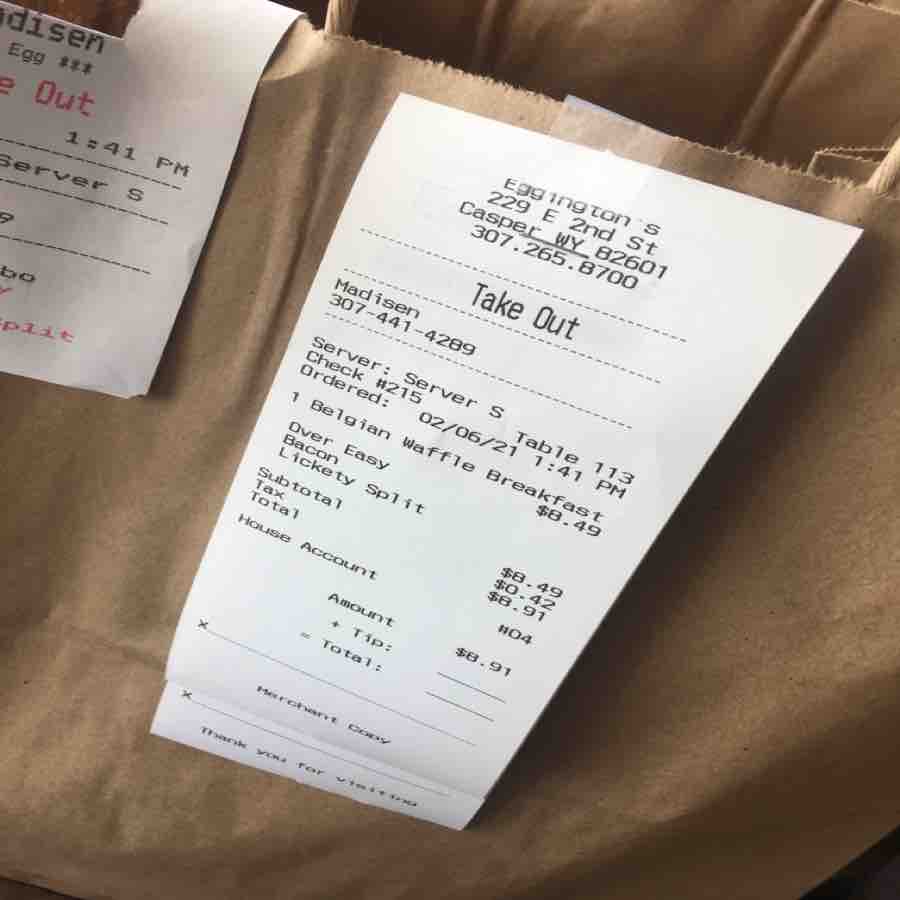 adisen
Egg ***
e Out
1:41 PM
Server S
9
bo
y
plit
Eggington's
229 E 2nd St
Casper WY 82601
307.265.8700
Take Out
Madisen
307-441-4289
Server: Server S
Check #215 Table 113
Ordered: 02/06/21 1:41 PM
1 Belgian Waffle Breakfast
$8.49
Over Easy
Bacon
Lickety Split
Subtotal $8.49
Tax $0.42
Total $8.91
House Account #04
Amount $8.91
+ Tip:
= Total:
x
Merchant Copy
x
Thank you for visiting